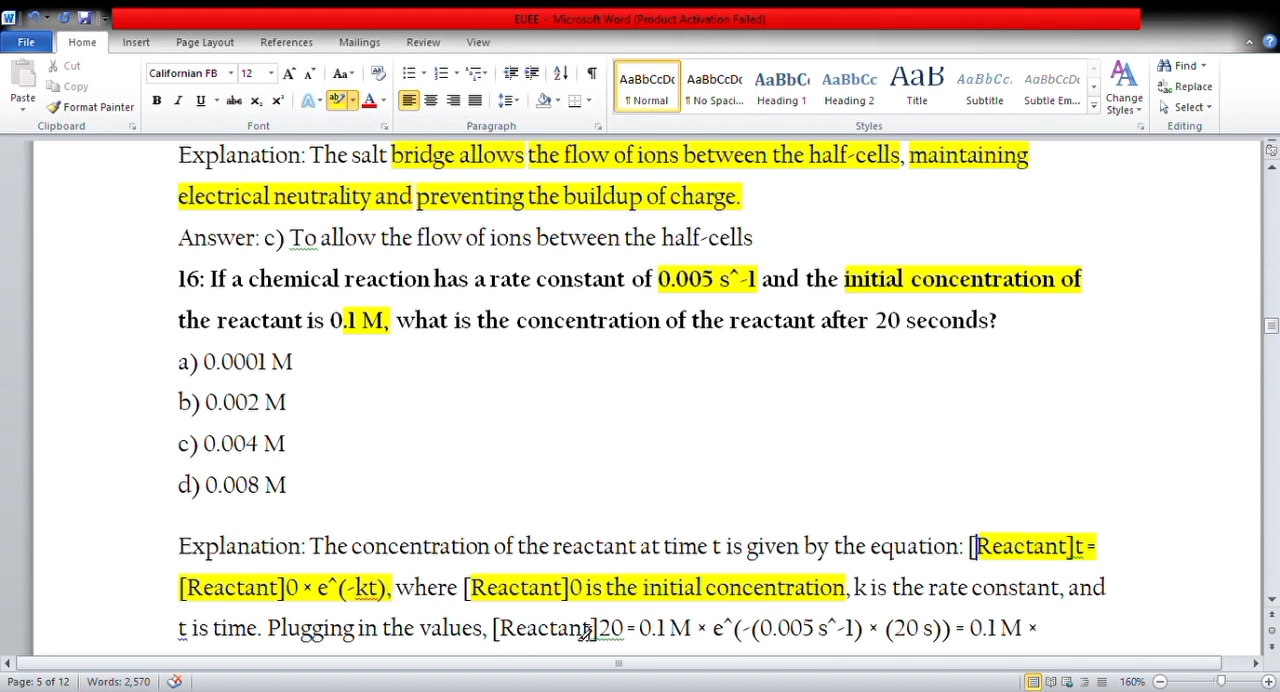 EUEE - Microsoft Word (Product Activation Failed)
File Home Insert Page Layout References Mailings Review View
Cut
Copy
Format Painter
Paste
Clipboard
Californian FB 12
Font
Paragraph
AaBbCcDc AaBbCcDc AaBbC AaBbCc AaB AaBbCc. AaBbCcDc
¶ Normal ¶ No Spaci... Heading 1 Heading 2 Title Subtitle Subtle Em...
Styles
Change Styles
Find
Replace
Select
Editing
Explanation: The salt bridge allows the flow of ions between the half-cells, maintaining
electrical neutrality and preventing the buildup of charge.
Answer: c) To allow the flow of ions between the half-cells
16: If a chemical reaction has a rate constant of 0.005 s^-1 and the initial concentration of
the reactant is 0.1 M, what is the concentration of the reactant after 20 seconds?
a) 0.0001 M
b) 0.002 M
c) 0.004 M
d) 0.008 M
Explanation: The concentration of the reactant at time t is given by the equation: [Reactant]t =
[Reactant]0 × e^(-kt), where [Reactant]0 is the initial concentration, k is the rate constant, and
t is time. Plugging in the values, [Reactant]20 = 0.1 M × e^(-(0.005 s^-1) × (20 s)) = 0.1 M ×
Page: 5 of 12 Words: 2,570 160%